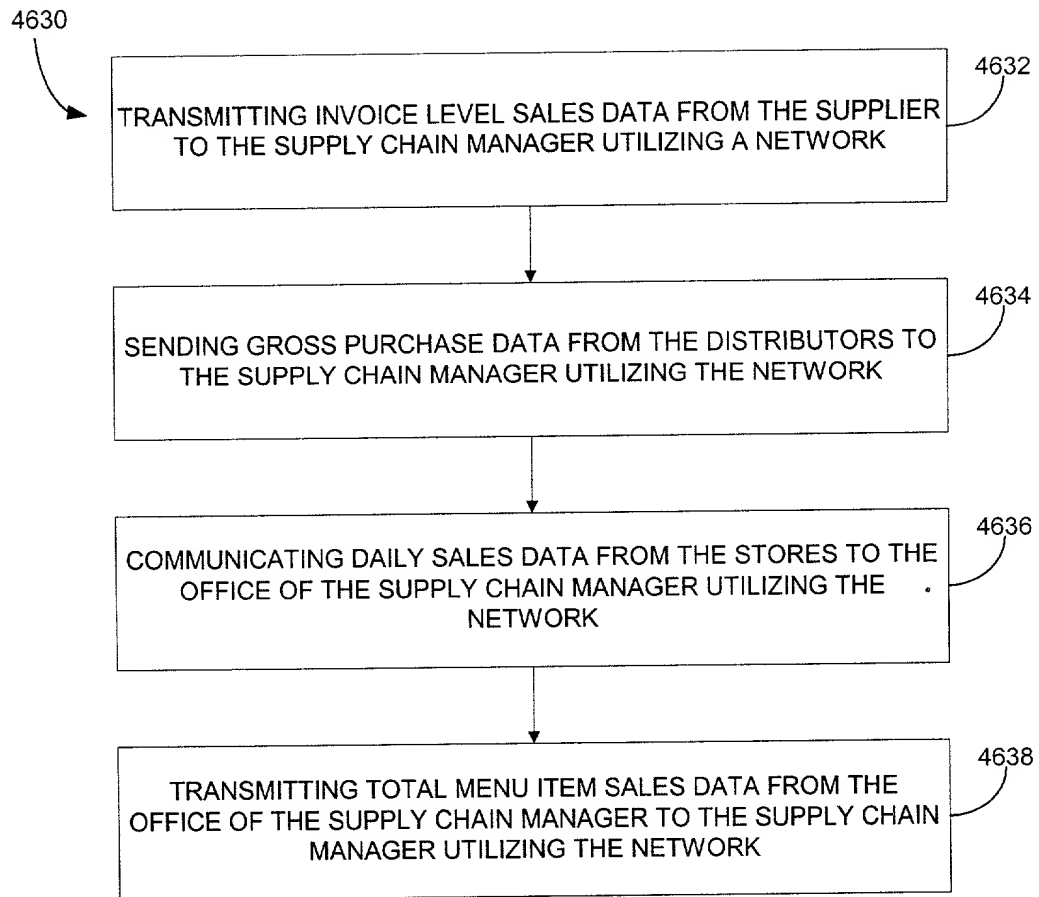 4630
4632
TRANSMITTING INVOICE LEVEL SALES DATA FROM THE SUPPLIER
TO THE SUPPLY CHAIN MANAGER UTILIZING A NETWORK
4634
SENDING GROSS PURCHASE DATA FROM THE DISTRIBUTORS TO
THE SUPPLY CHAIN MANAGER UTILIZING THE NETWORK
4636
COMMUNICATING DAILY SALES DATA FROM THE STORES TO THE
OFFICE OF THE SUPPLY CHAIN MANAGER UTILIZING THE
NETWORK
4638
TRANSMITTING TOTAL MENU ITEM SALES DATA FROM THE
OFFICE OF THE SUPPLY CHAIN MANAGER TO THE SUPPLY CHAIN
MANAGER UTILIZING THE NETWORK